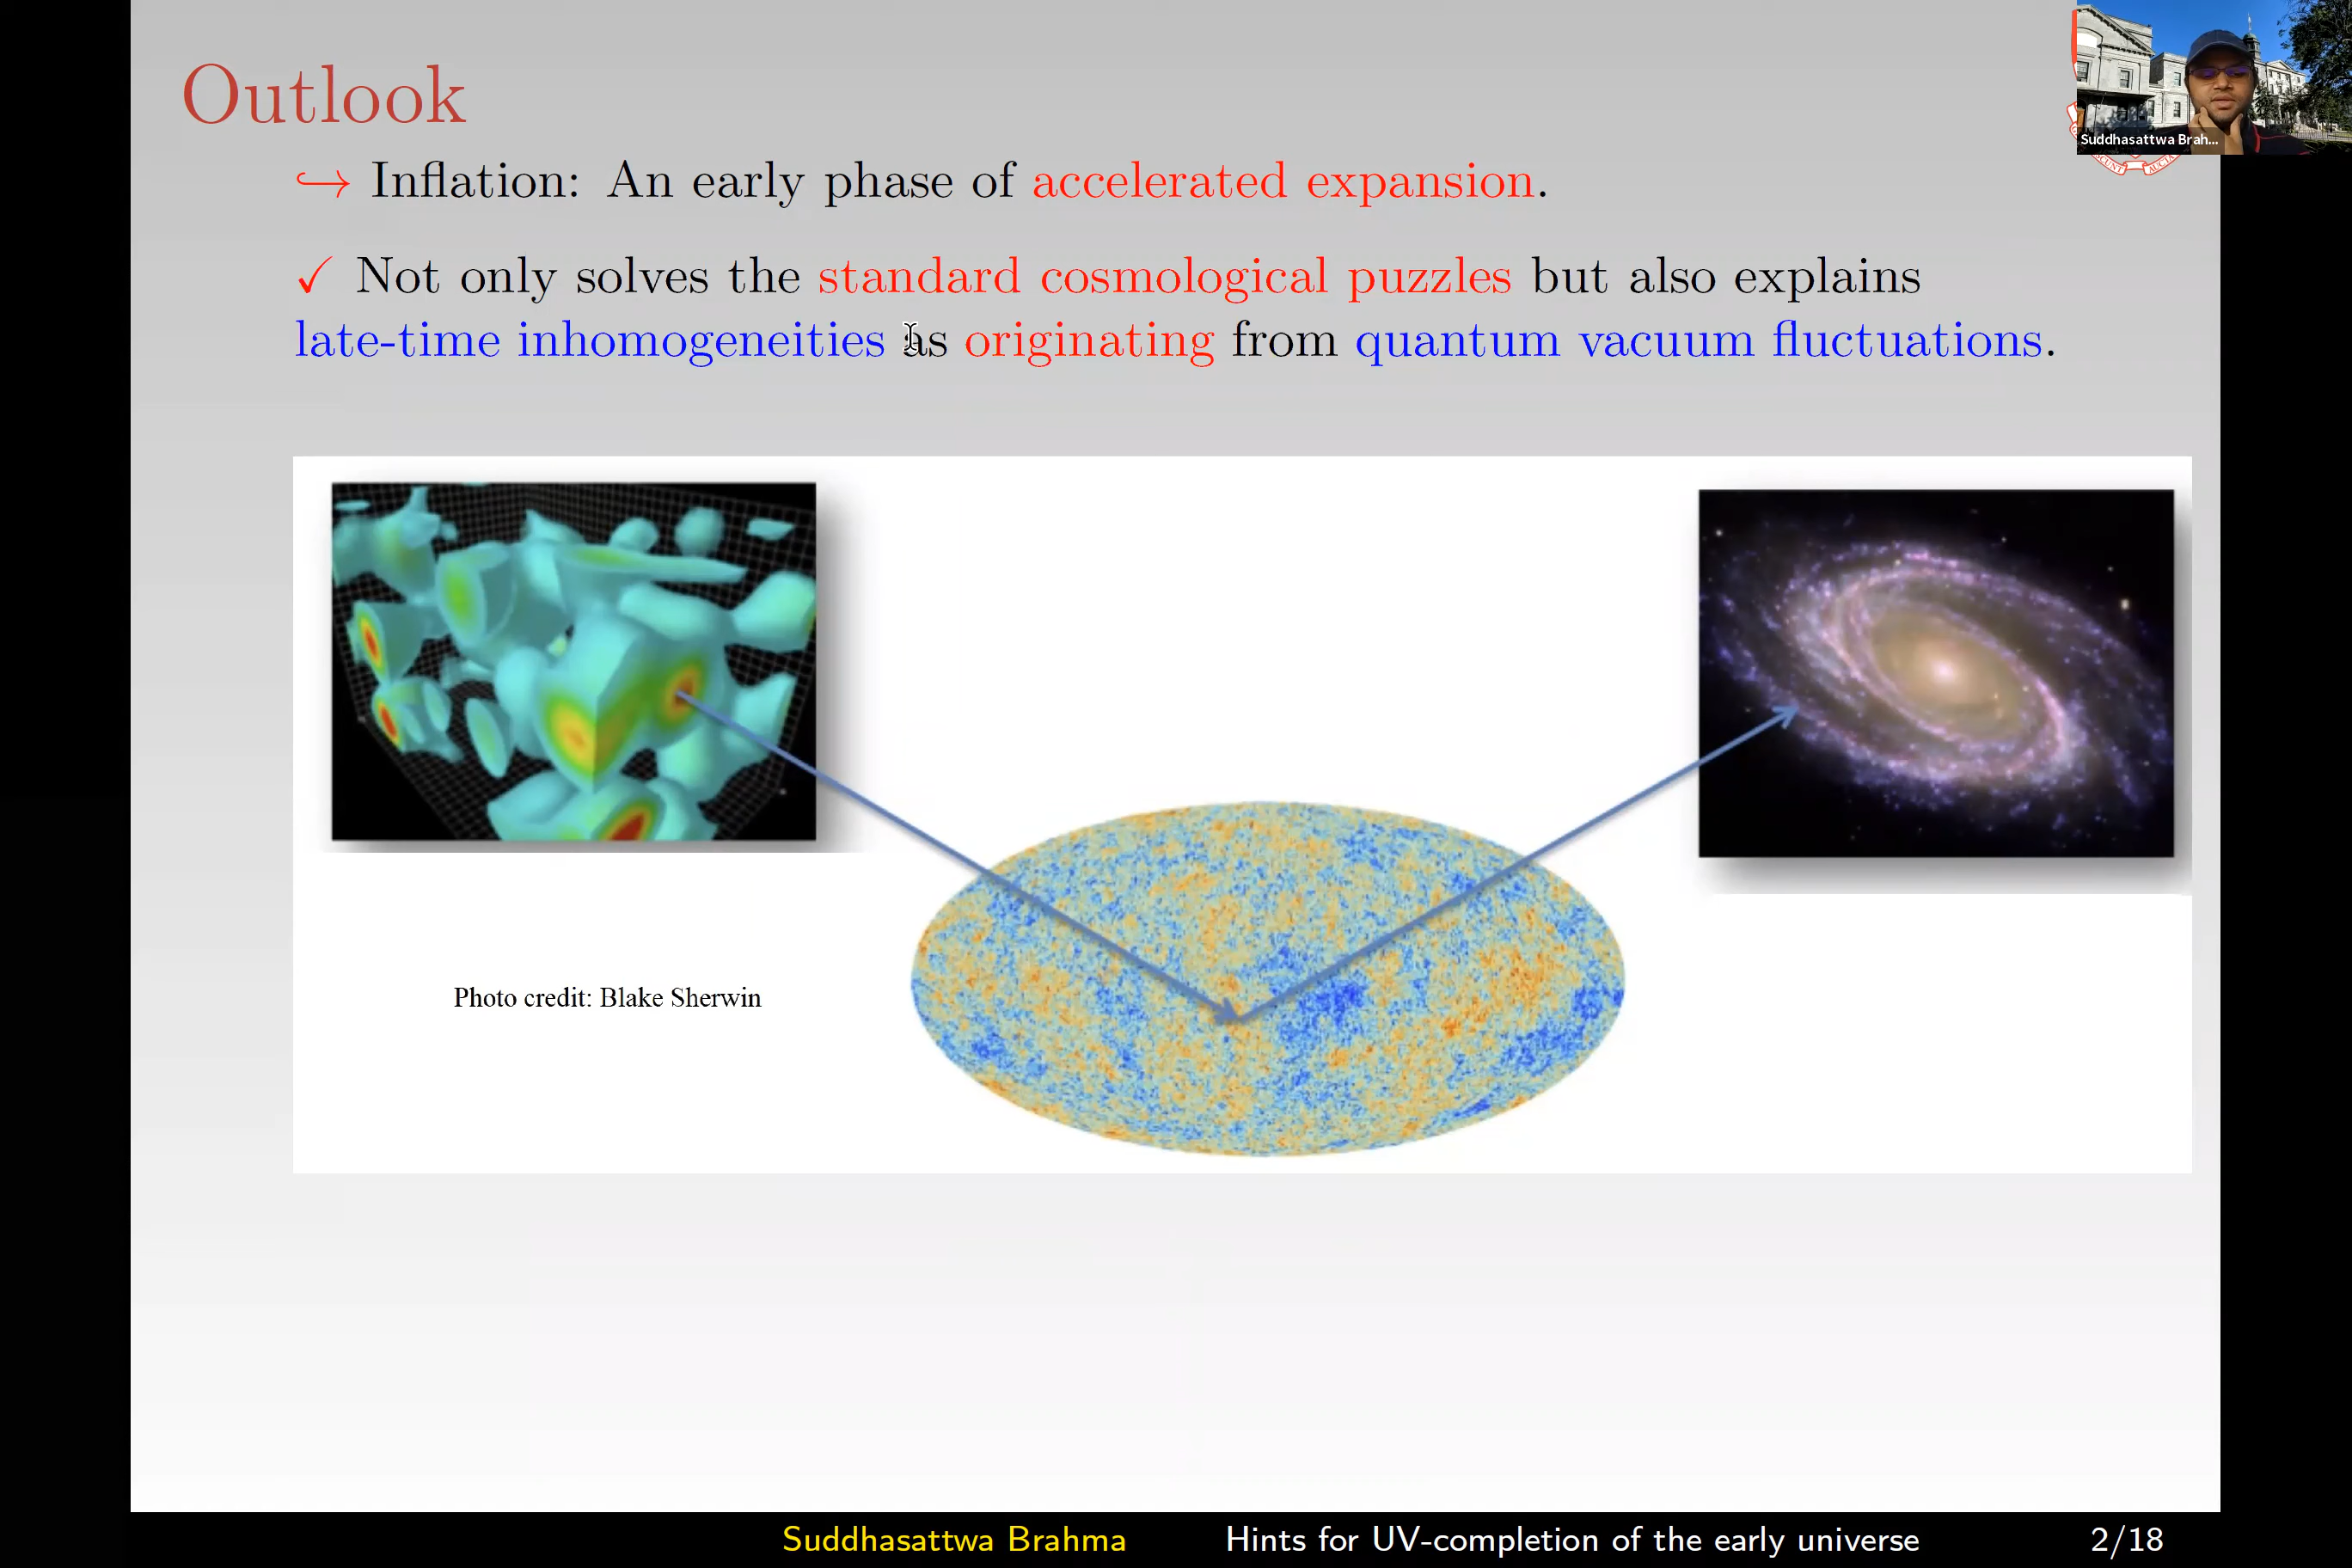 Outlook
↪ Inflation: An early phase of accelerated expansion.
✓ Not only solves the standard cosmological puzzles but also explains
late-time inhomogeneities as originating from quantum vacuum fluctuations.
Suddhasattwa Brah...
Photo credit: Blake Sherwin
Suddhasattwa Brahma Hints for UV-completion of the early universe 2/18